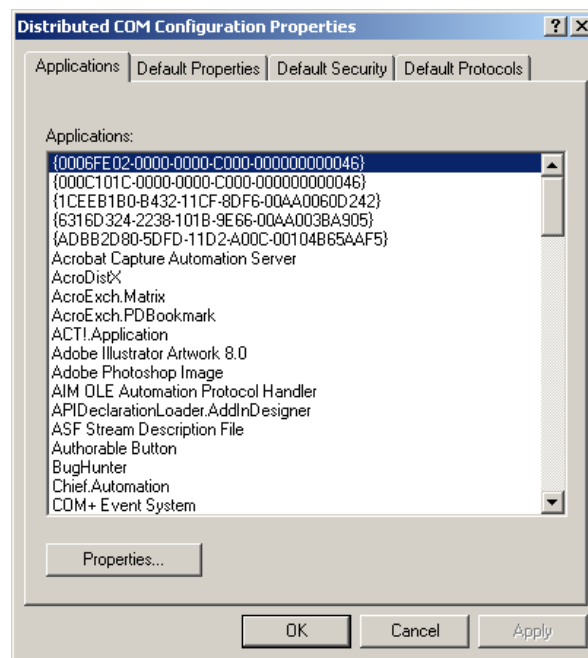 Distributed COM Configuration Properties
Applications Default Properties Default Security Default Protocols
Applications:
{0006FE02-0000-0000-C000-000000000046}
{000C101C-0000-0000-C000-000000000046}
{1CEEB1B0-B432-11CF-8DF6-00AA0060D242}
{6316D324-2238-101B-9E66-00AA003BA905}
{ADBB2D80-5DFD-11D2-A00C-00104B65AAF5}
Acrobat Capture Automation Server
AcroDistX
AcroExch.Matrix
AcroExch.PDBookmark
ACT!.Application
Adobe Illustrator Artwork 8.0
Adobe Photoshop Image
AIM OLE Automation Protocol Handler
APIDeclarationLoader.AddInDesigner
ASF Stream Description File
Authorable Button
BugHunter
Chief.Automation
COM+ Event System
Properties...
OK Cancel Apply